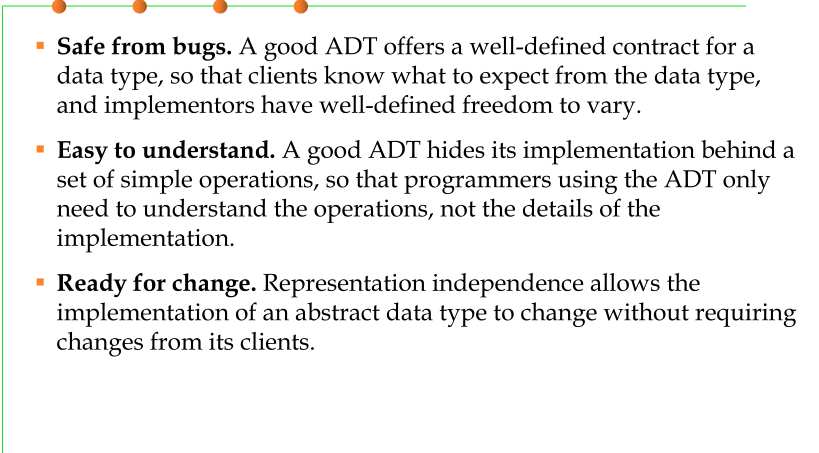 ▪ Safe from bugs. A good ADT offers a well-defined contract for a
data type, so that clients know what to expect from the data type,
and implementors have well-defined freedom to vary.
▪ Easy to understand. A good ADT hides its implementation behind a
set of simple operations, so that programmers using the ADT only
need to understand the operations, not the details of the
implementation.
▪ Ready for change. Representation independence allows the
implementation of an abstract data type to change without requiring
changes from its clients.